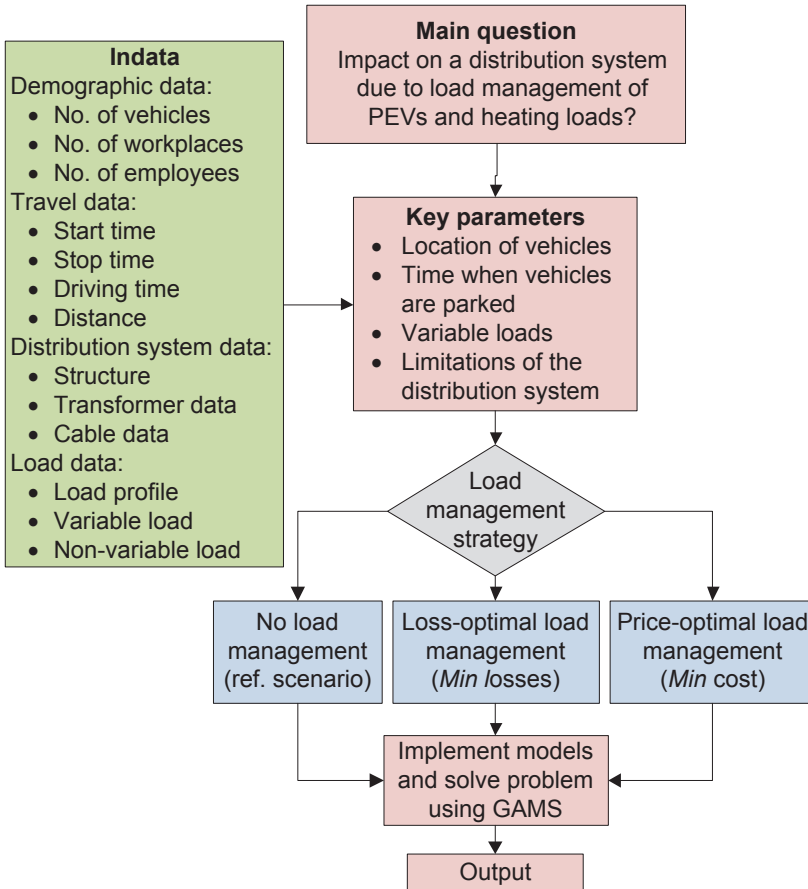 Indata
Demographic data:
• No. of vehicles
• No. of workplaces
• No. of employees
Travel data:
• Start time
• Stop time
• Driving time
• Distance
Distribution system data:
• Structure
• Transformer data
• Cable data
Load data:
• Load profile
• Variable load
• Non-variable load
Main question
Impact on a distribution system
due to load management of
PEVs and heating loads?
Key parameters
• Location of vehicles
• Time when vehicles
are parked
• Variable loads
• Limitations of the
distribution system
Load
management
strategy
No load
management
(ref. scenario)
Loss-optimal load
management
(Min losses)
Price-optimal load
management
(Min cost)
Implement models
and solve problem
using GAMS
Output